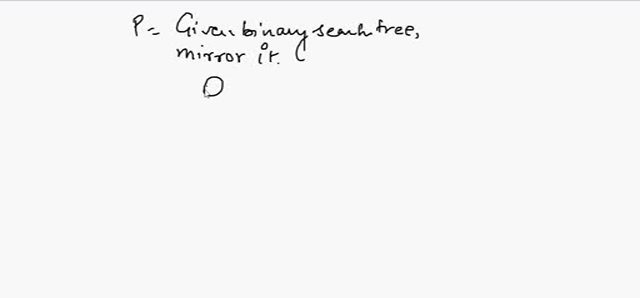 P = Given binary search tree,
mirror it.